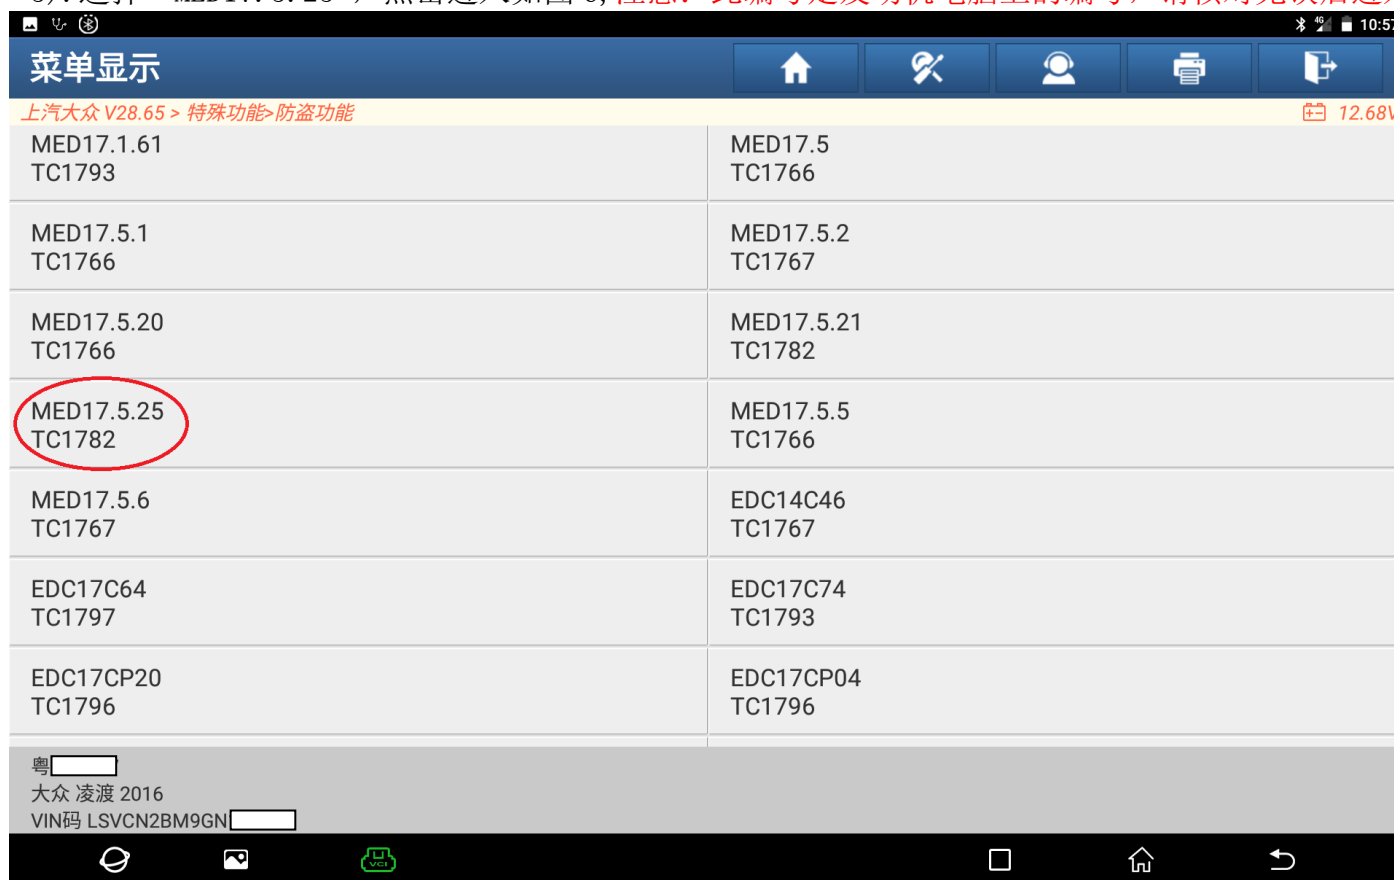 菜单显示
4G
10:57
上汽大众 V28.65 > 特殊功能>防盗功能
12.68V
MED17.1.61
TC1793
MED17.5
TC1766
MED17.5.1
TC1766
MED17.5.2
TC1767
MED17.5.20
TC1766
MED17.5.21
TC1782
MED17.5.25
TC1782
MED17.5.5
TC1766
MED17.5.6
TC1767
EDC14C46
TC1767
EDC17C64
TC1797
EDC17C74
TC1793
EDC17CP20
TC1796
EDC17CP04
TC1796
粤
大众 凌渡 2016
VIN码 LSVCN2BM9GN
VCI